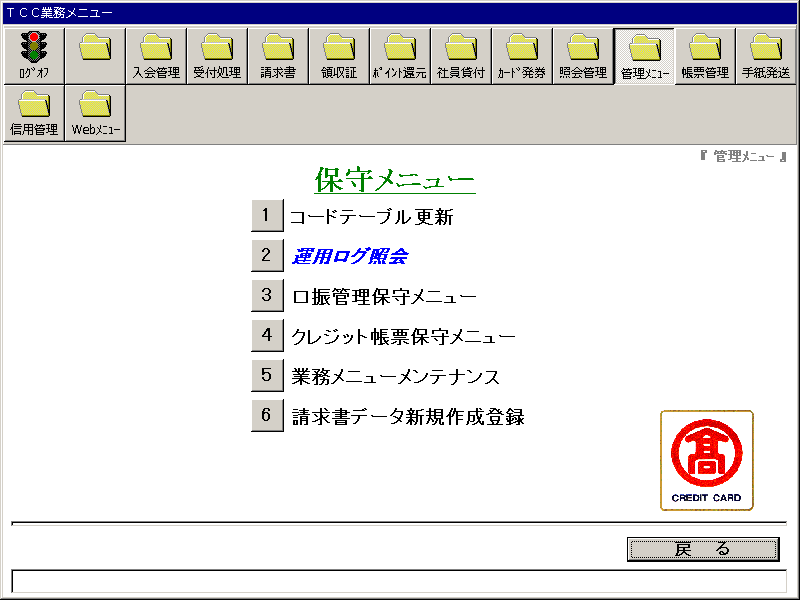 ＴＣＣ業務メニュー
ﾛｸﾞｵﾌ 入会管理 受付処理 請求書 領収証 ﾎﾟｲﾝﾄ還元 社員貸付 ｶｰﾄﾞ発券 照会管理 管理ﾒﾆｭｰ 帳票管理 手紙発送
信用管理 Webﾒﾆｭｰ
『 管理ﾒﾆｭｰ 』
保守メニュー
1 コードテーブル更新
2 運用ログ照会
3 口振管理保守メニュー
4 クレジット帳票保守メニュー
5 業務メニューメンテナンス
6 請求書データ新規作成登録
髙
CREDIT CARD
戻　る